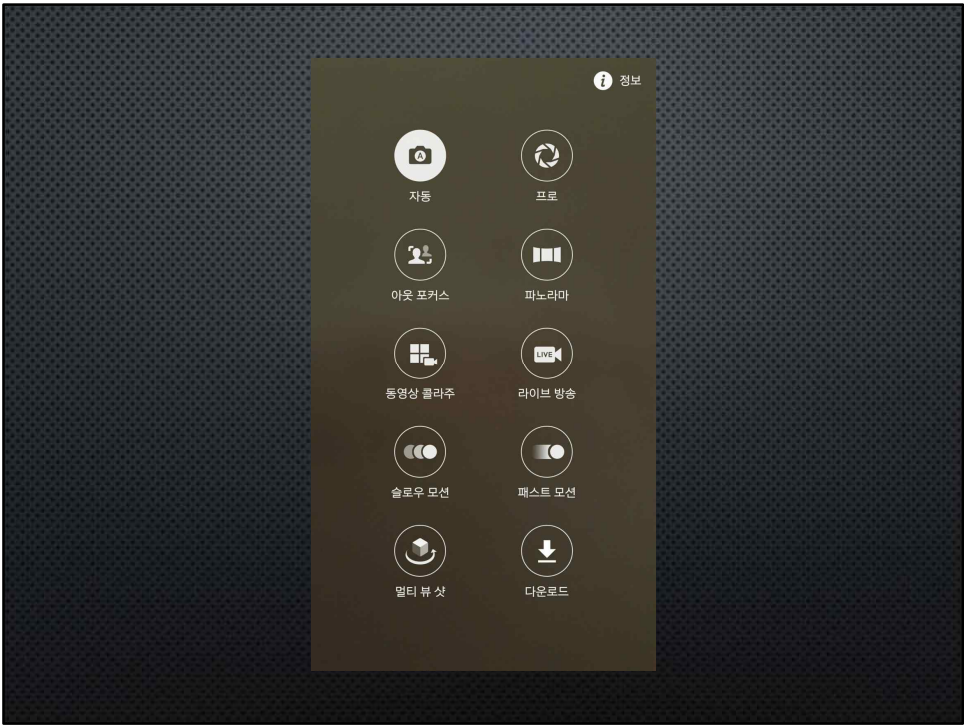 정보
자동
프로
아웃 포커스
파노라마
동영상 콜라주
LIVE
라이브 방송
슬로우 모션
패스트 모션
멀티 뷰 샷
다운로드